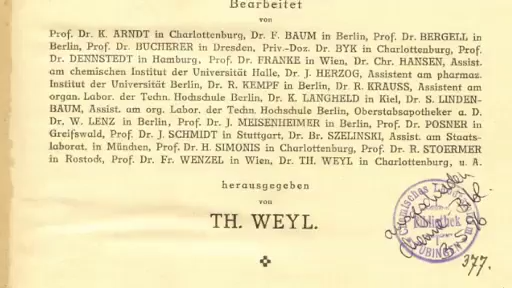 Bearbeitet
von
Prof. Dr. K. ARNDT in Charlottenburg, Dr. F. BAUM in Berlin, Prof. Dr. BERGELL in
Berlin, Prof. Dr. BUCHERER in Dresden, Priv.-Doz. Dr. BYK in Charlottenburg, Prof.
Dr. DENNSTEDT in Hamburg, Prof. Dr. FRANKE in Wien, Dr. Chr. HANSEN, Assist.
am chemischen Institut der Universität Halle, Dr. J. HERZOG, Assistent am pharmaz.
Institut der Universität Berlin, Dr. R. KEMPF in Berlin, Dr. R. KRAUSS, Assistent am
organ. Labor. der Techn. Hochschule Berlin, Dr. K. LANGHELD in Kiel, Dr. S. LINDEN-
BAUM, Assist. am org. Labor. der Techn. Hochschule Berlin, Oberstabsapotheker a. D.
Dr. W. LENZ in Berlin, Prof. Dr. J. MEISENHEIMER in Berlin, Prof. Dr. POSNER in
Greifswald, Prof. Dr. J. SCHMIDT in Stuttgart, Dr. Br. SZELINSKI, Assist. am Staats-
laborat. in München, Prof. Dr. H. SIMONIS in Charlottenburg, Prof. Dr. R. STOERMER
in Rostock, Prof. Dr. Fr. WENZEL in Wien, Dr. TH. WEYL in Charlottenburg, u. A.
herausgegeben
von
TH. WEYL.
Chemisches
Bibliothek
TÜBINGEN
377.